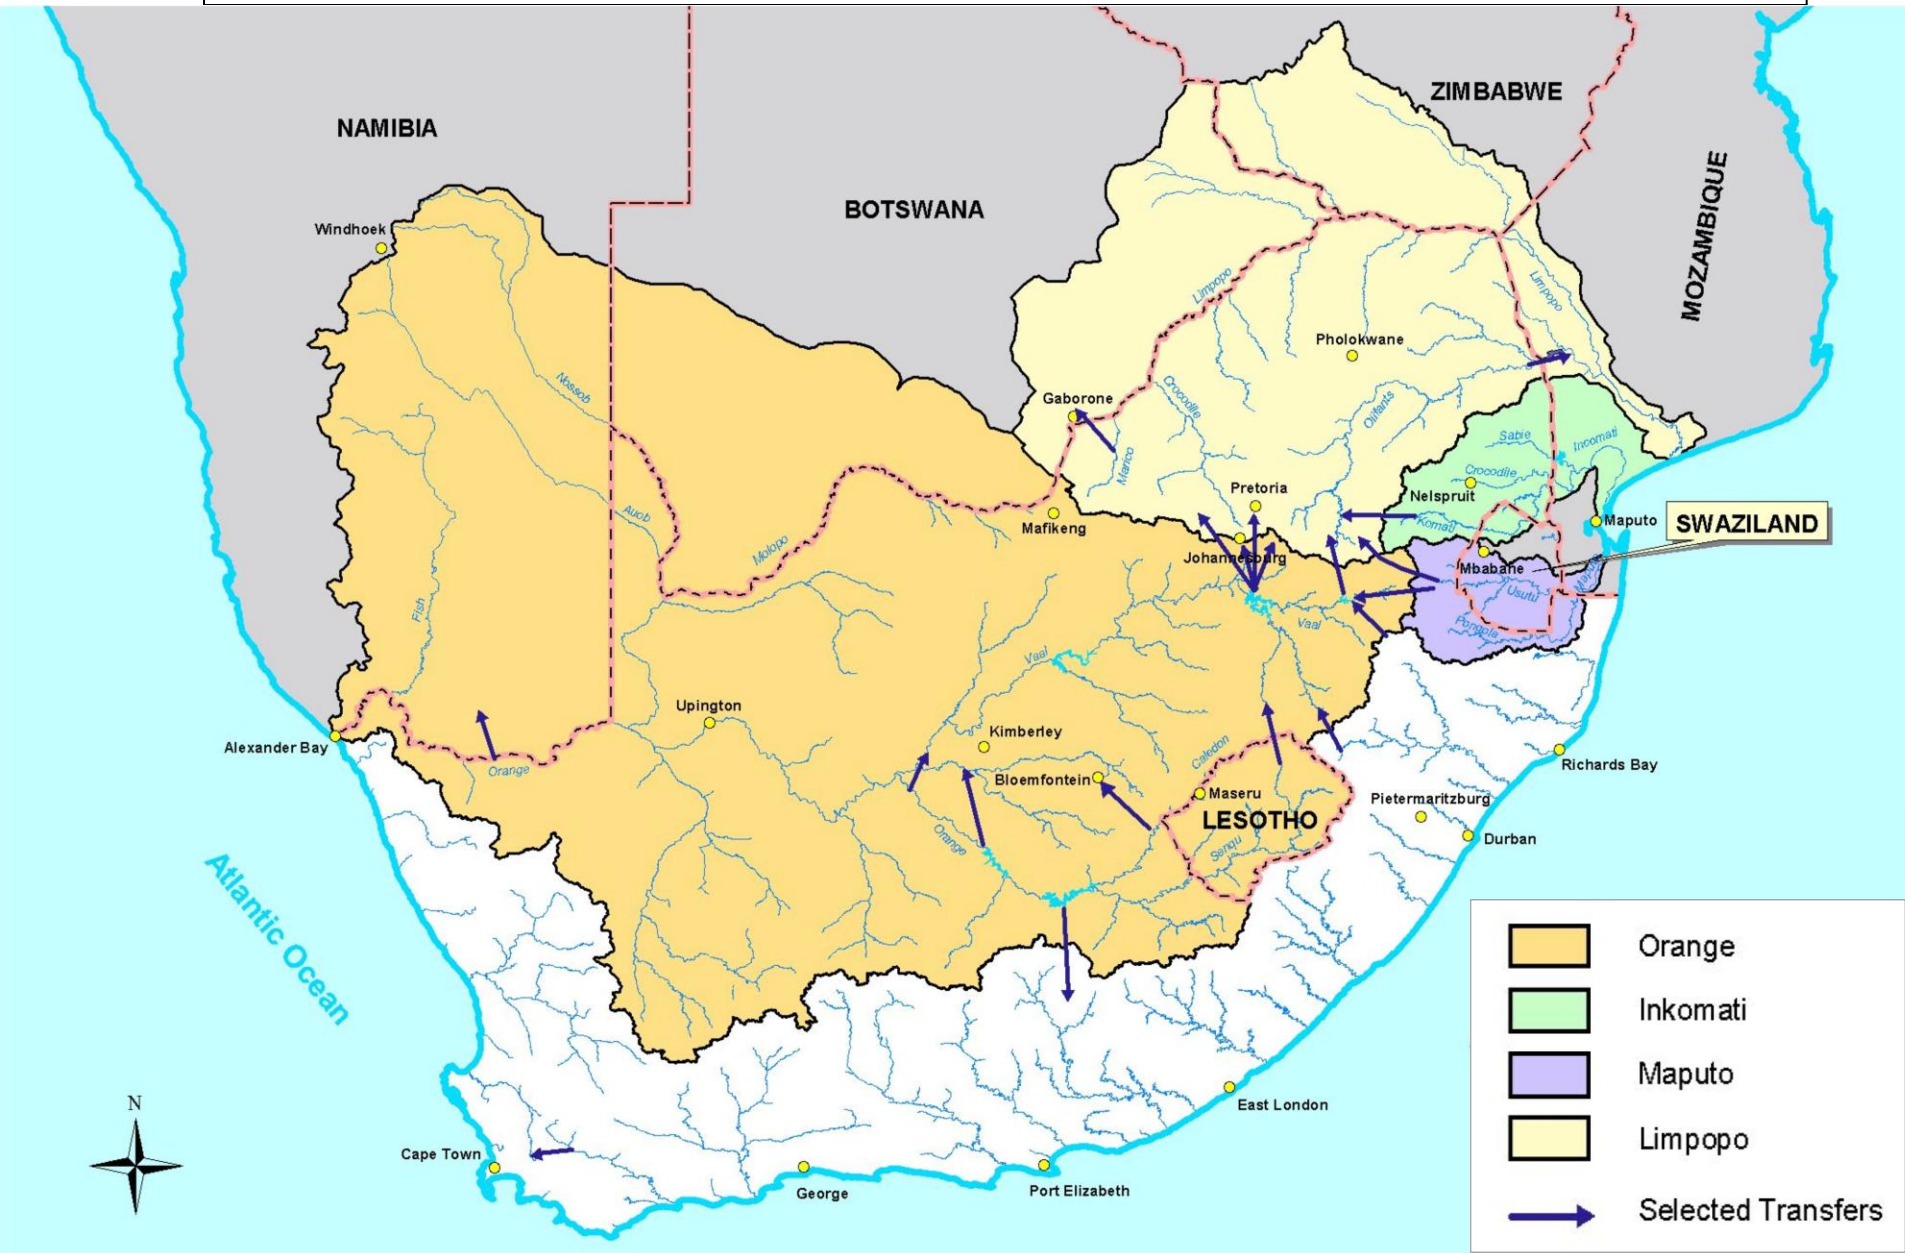 ZIMBABWE
NAMIBIA
MOZAMBIQUE
BOTSWANA
Windhoek
Limpopo
Limpopo
Pholokwane
Nossob
Crocodile
Gaborone
Olifants
Sabie
Incomati
Marico
Crocodile
Pretoria
Nelspruit
Auob
Mafikeng
Komati
Maputo
SWAZILAND
Molopo
Johannesburg
Mbabane
Maputo
Usutu
Fish
Vaal
Pongola
Vaal
Upington
Kimberley
Caledon
Alexander Bay
Orange
Bloemfontein
Richards Bay
Maseru
Pietermaritzburg
LESOTHO
Orange
Senqu
Durban
Atlantic Ocean
Orange
Inkomati
Maputo
Limpopo
Selected Transfers
N
East London
Cape Town
George
Port Elizabeth